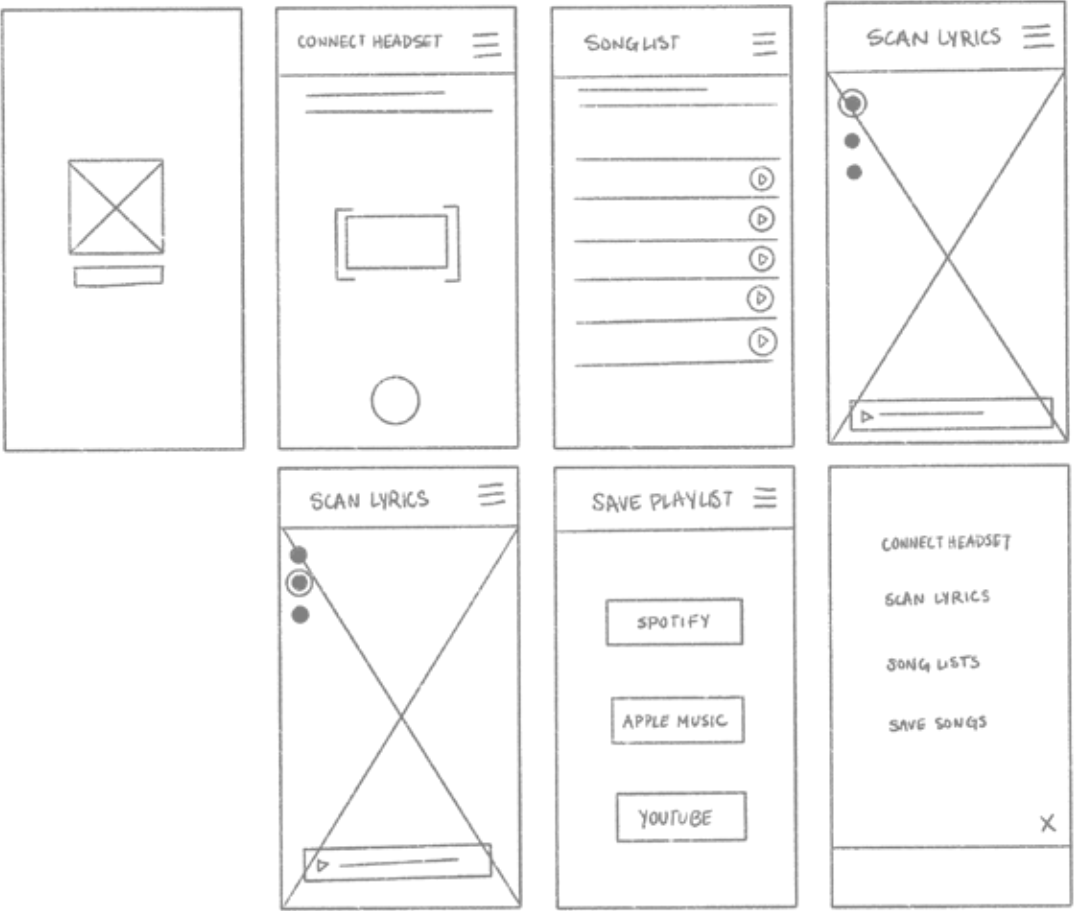 CONNECT HEADSET
SONGLIST
SCAN LYRICS
SCAN LYRICS
SAVE PLAYLIST
SPOTIFY
APPLE MUSIC
YOUTUBE
CONNECT HEADSET
SCAN LYRICS
SONG LISTS
SAVE SONGS
X